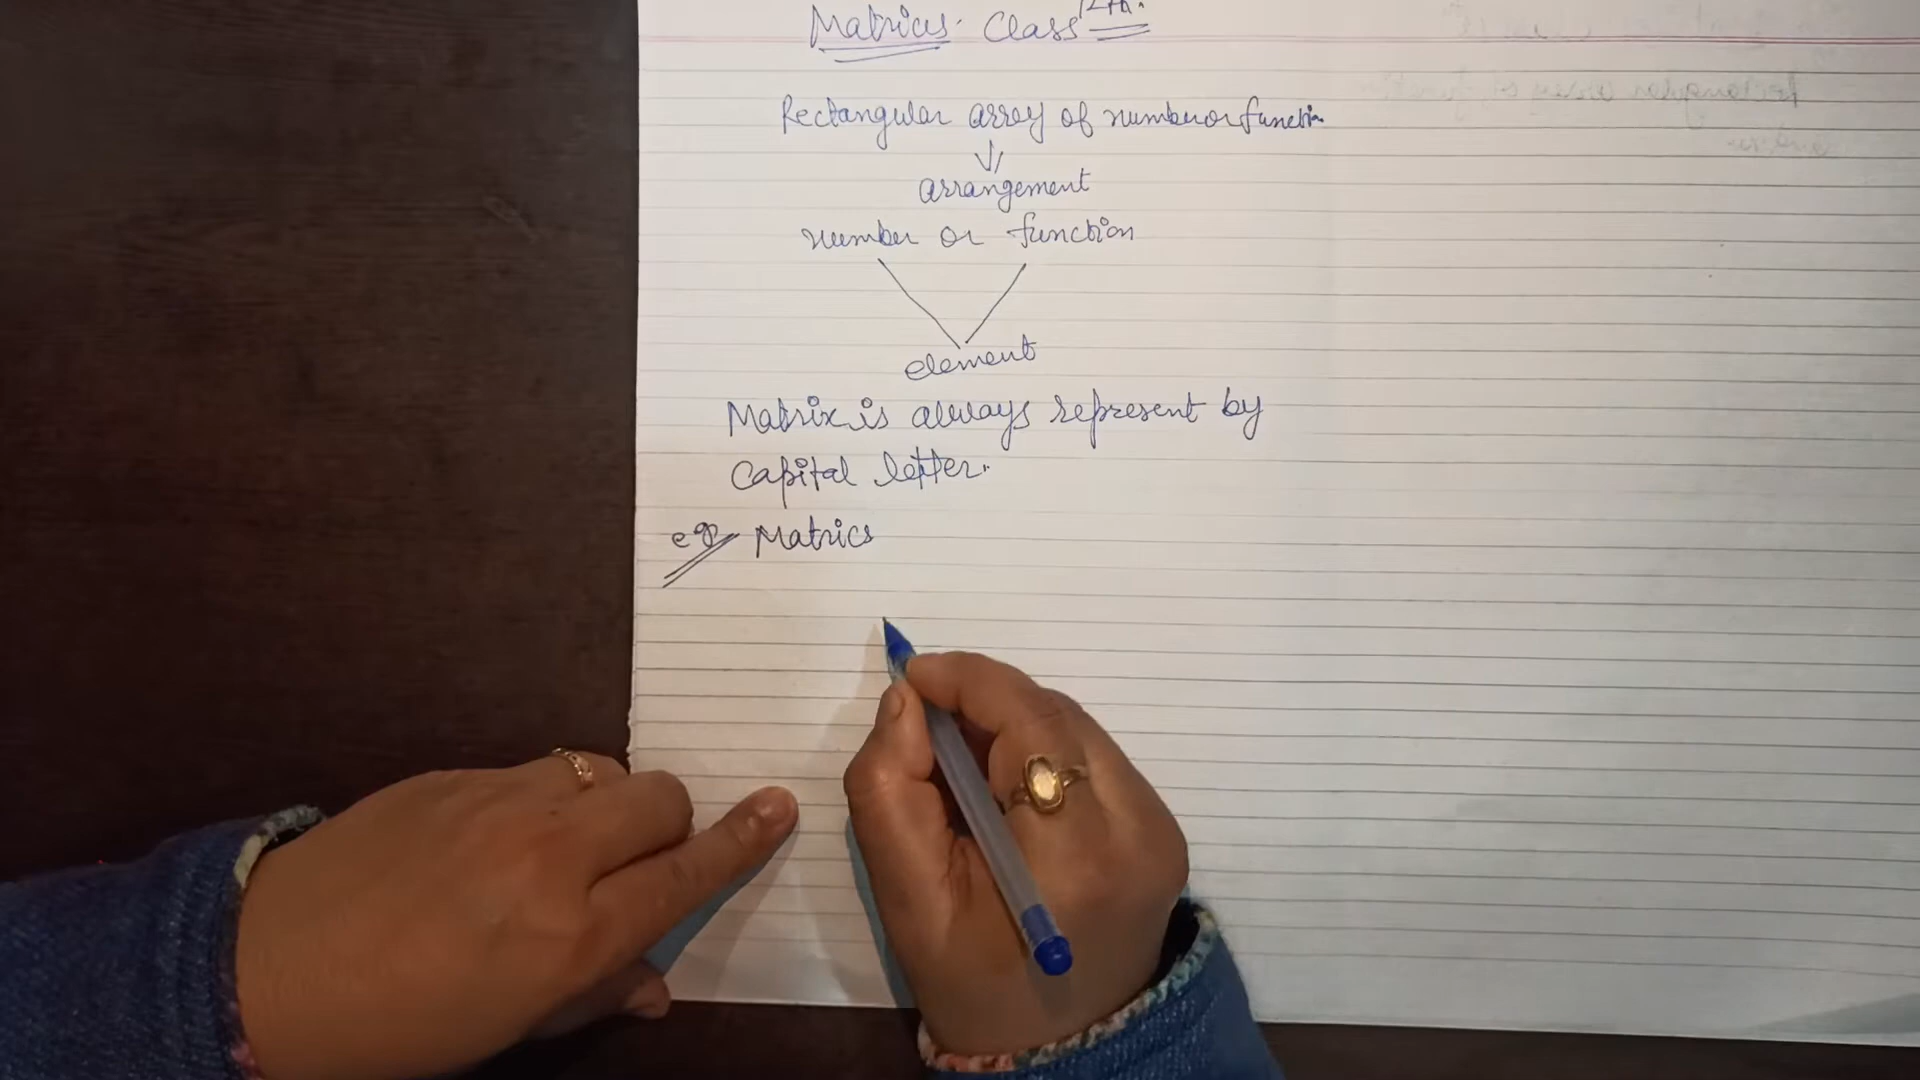 Matrices. Class 12th.
Rectangular array of number or function
arrangement
number or function
element
Matrix is always represent by
Capital letter.
eg Matrics